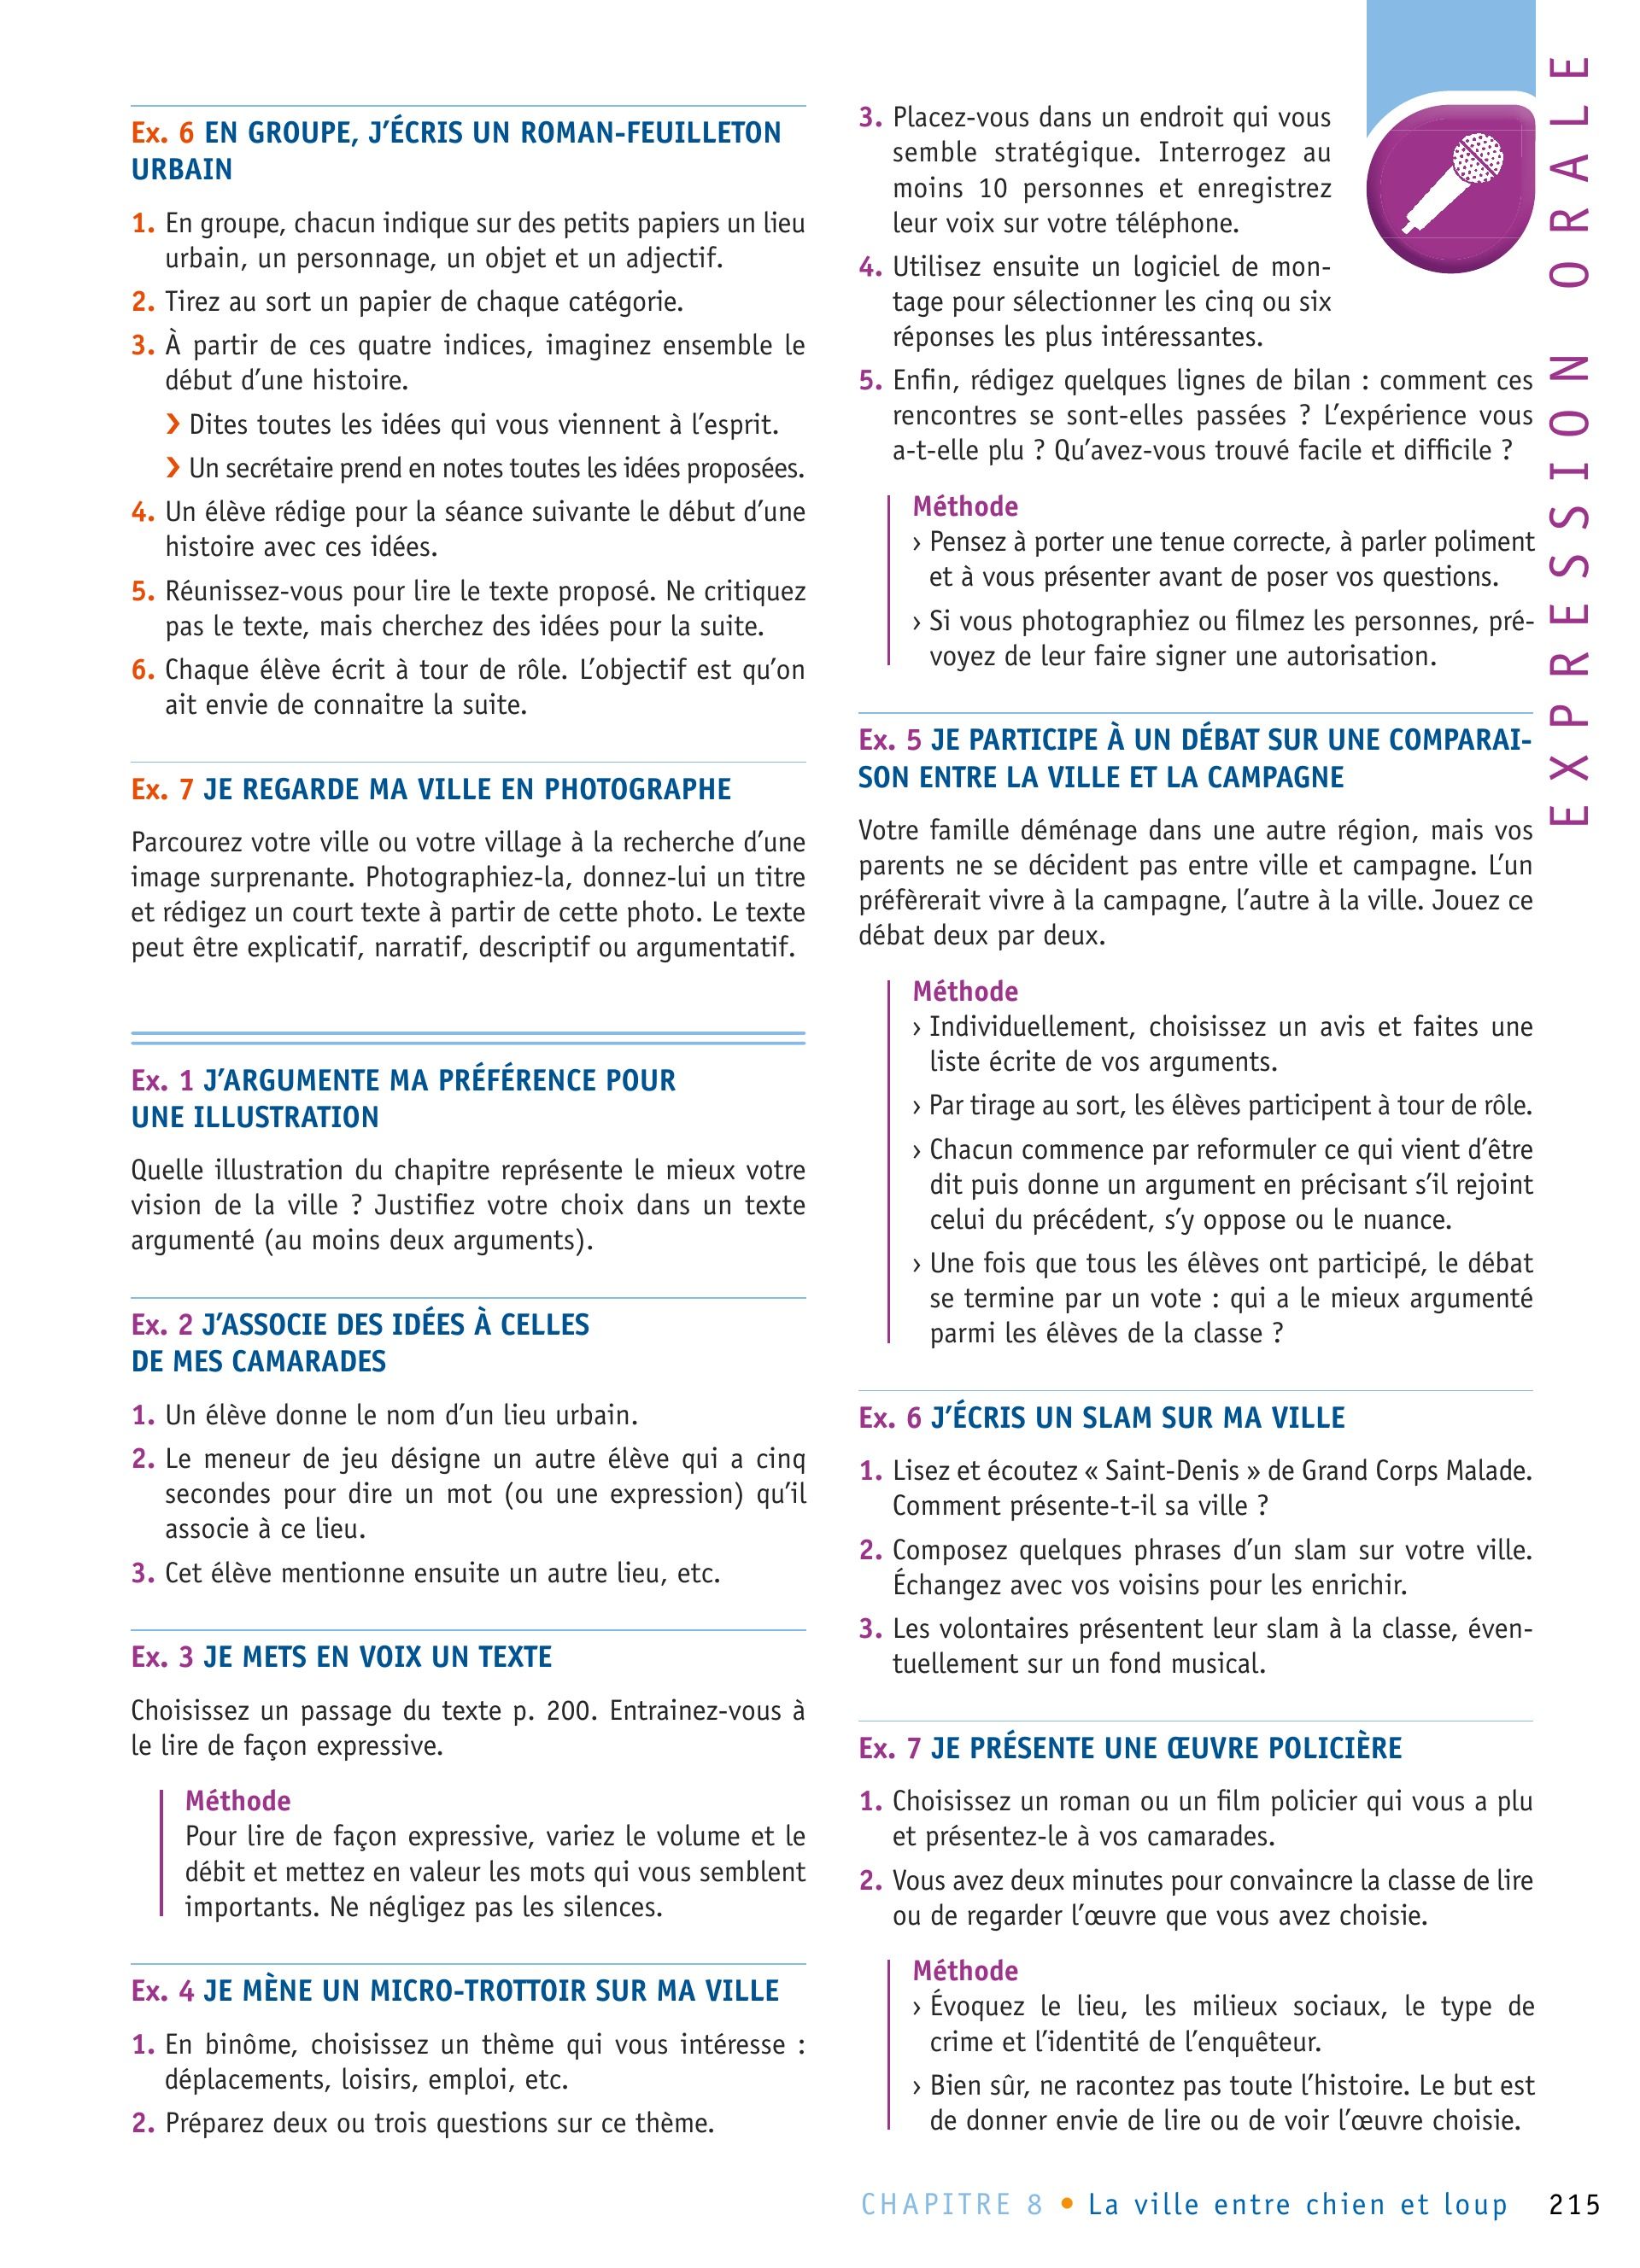 Ex. 6 EN GROUPE, J’ÉCRIS UN ROMAN-FEUILLETON
URBAIN
1. En groupe, chacun indique sur des petits papiers un lieu
urbain, un personnage, un objet et un adjectif.
2. Tirez au sort un papier de chaque catégorie.
3. À partir de ces quatre indices, imaginez ensemble le
début d’une histoire.
❯ Dites toutes les idées qui vous viennent à l’esprit.
❯ Un secrétaire prend en notes toutes les idées proposées.
4. Un élève rédige pour la séance suivante le début d’une
histoire avec ces idées.
5. Réunissez-vous pour lire le texte proposé. Ne critiquez
pas le texte, mais cherchez des idées pour la suite.
6. Chaque élève écrit à tour de rôle. L’objectif est qu’on
ait envie de connaitre la suite.
Ex. 7 JE REGARDE MA VILLE EN PHOTOGRAPHE
Parcourez votre ville ou votre village à la recherche d’une
image surprenante. Photographiez-la, donnez-lui un titre
et rédigez un court texte à partir de cette photo. Le texte
peut être explicatif, narratif, descriptif ou argumentatif.
Ex. 1 J’ARGUMENTE MA PRÉFÉRENCE POUR
UNE ILLUSTRATION
Quelle illustration du chapitre représente le mieux votre
vision de la ville ? Justifiez votre choix dans un texte
argumenté (au moins deux arguments).
Ex. 2 J’ASSOCIE DES IDÉES À CELLES
DE MES CAMARADES
1. Un élève donne le nom d’un lieu urbain.
2. Le meneur de jeu désigne un autre élève qui a cinq
secondes pour dire un mot (ou une expression) qu’il
associe à ce lieu.
3. Cet élève mentionne ensuite un autre lieu, etc.
Ex. 3 JE METS EN VOIX UN TEXTE
Choisissez un passage du texte p. 200. Entrainez-vous à
le lire de façon expressive.
Méthode
Pour lire de façon expressive, variez le volume et le
débit et mettez en valeur les mots qui vous semblent
importants. Ne négligez pas les silences.
Ex. 4 JE MÈNE UN MICRO-TROTTOIR SUR MA VILLE
1. En binôme, choisissez un thème qui vous intéresse :
déplacements, loisirs, emploi, etc.
2. Préparez deux ou trois questions sur ce thème.
3. Placez-vous dans un endroit qui vous
semble stratégique. Interrogez au
moins 10 personnes et enregistrez
leur voix sur votre téléphone.
4. Utilisez ensuite un logiciel de mon-
tage pour sélectionner les cinq ou six
réponses les plus intéressantes.
5. Enfin, rédigez quelques lignes de bilan : comment ces
rencontres se sont-elles passées ? L’expérience vous
a-t-elle plu ? Qu’avez-vous trouvé facile et difficile ?
Méthode
› Pensez à porter une tenue correcte, à parler poliment
et à vous présenter avant de poser vos questions.
› Si vous photographiez ou filmez les personnes, pré-
voyez de leur faire signer une autorisation.
Ex. 5 JE PARTICIPE À UN DÉBAT SUR UNE COMPARAI-
SON ENTRE LA VILLE ET LA CAMPAGNE
Votre famille déménage dans une autre région, mais vos
parents ne se décident pas entre ville et campagne. L’un
préfèrerait vivre à la campagne, l’autre à la ville. Jouez ce
débat deux par deux.
Méthode
› Individuellement, choisissez un avis et faites une
liste écrite de vos arguments.
› Par tirage au sort, les élèves participent à tour de rôle.
› Chacun commence par reformuler ce qui vient d’être
dit puis donne un argument en précisant s’il rejoint
celui du précédent, s’y oppose ou le nuance.
› Une fois que tous les élèves ont participé, le débat
se termine par un vote : qui a le mieux argumenté
parmi les élèves de la classe ?
Ex. 6 J’ÉCRIS UN SLAM SUR MA VILLE
1. Lisez et écoutez « Saint-Denis » de Grand Corps Malade.
Comment présente-t-il sa ville ?
2. Composez quelques phrases d’un slam sur votre ville.
Échangez avec vos voisins pour les enrichir.
3. Les volontaires présentent leur slam à la classe, éven-
tuellement sur un fond musical.
Ex. 7 JE PRÉSENTE UNE ŒUVRE POLICIÈRE
1. Choisissez un roman ou un film policier qui vous a plu
et présentez-le à vos camarades.
2. Vous avez deux minutes pour convaincre la classe de lire
ou de regarder l’œuvre que vous avez choisie.
Méthode
› Évoquez le lieu, les milieux sociaux, le type de
crime et l’identité de l’enquêteur.
› Bien sûr, ne racontez pas toute l’histoire. Le but est
de donner envie de lire ou de voir l’œuvre choisie.
EXPRESSION ORALE
CHAPITRE 8 • La ville entre chien et loup 215